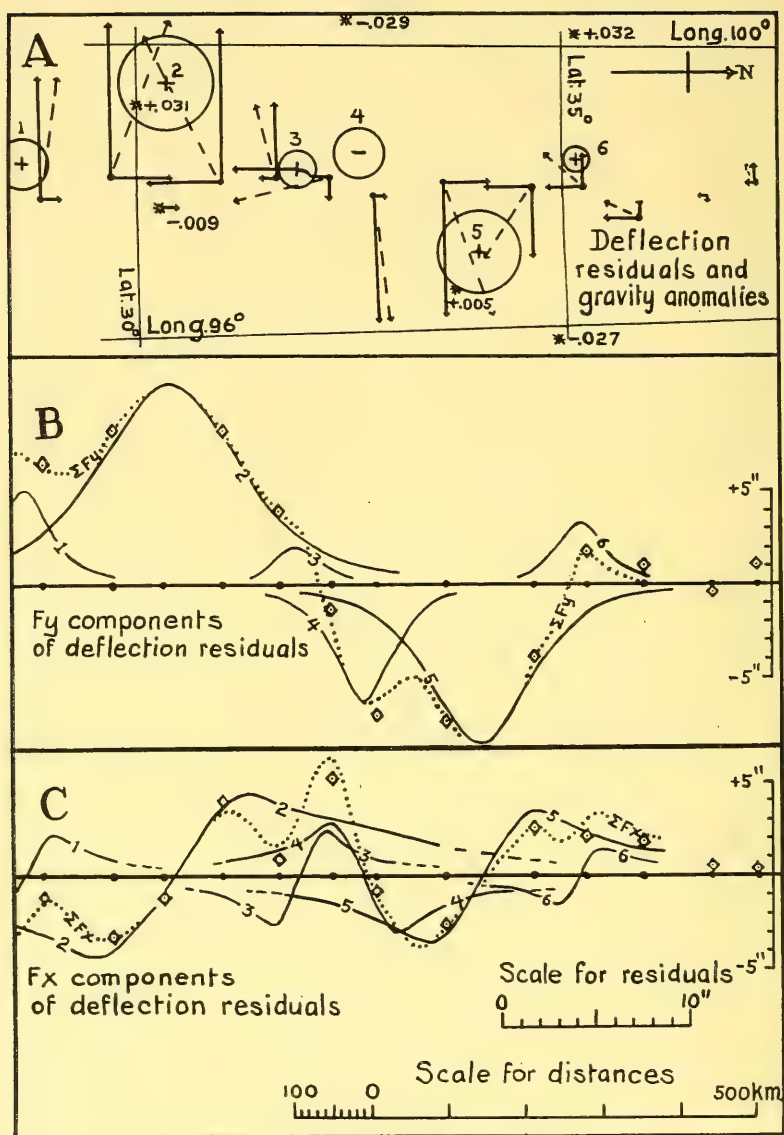 A
*-.029
*+.032
Long.100°
N
Lat.35°
2
*+.031
1
+
3
4
-
6
+
*-.009
5
+
*+.005
Lat.30°
Long.96°
*-.027
Deflection
residuals and
gravity anomalies
B
ΣFy
2
1
3
6
+5"
Fy components
of deflection residuals
4
5
ΣFy
-5"
C
+5"
1
2
4
3
5
ΣFx
ΣFx
2
3
5
4
6
6
-5"
Fx components
of deflection residuals
Scale for residuals
0 10"
Scale for distances
100 0 500km